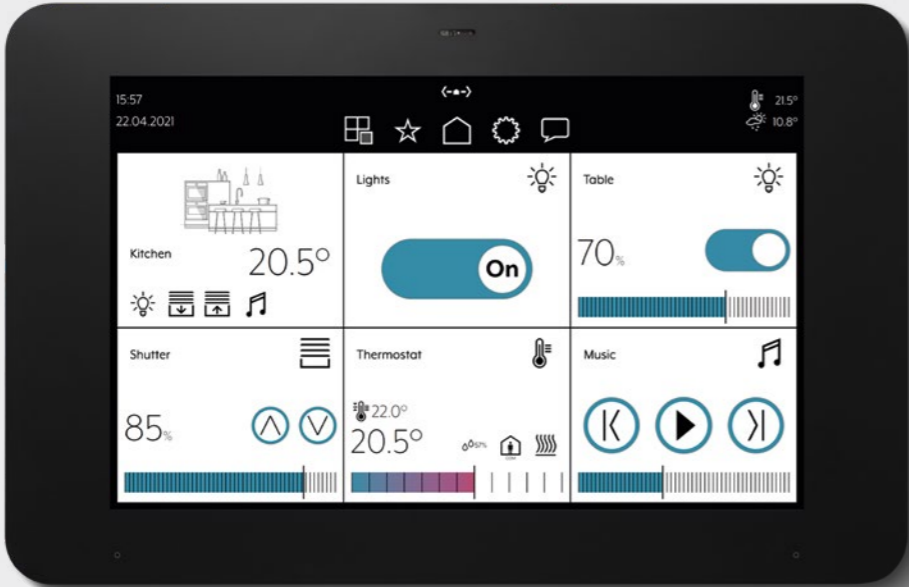 15:57
21.5°
22.04.2021
10.8°
Kitchen
20.5°
Lights
On
Table
70%
Shutter
85%
Thermostat
22.0°
20.5°
57%
Music